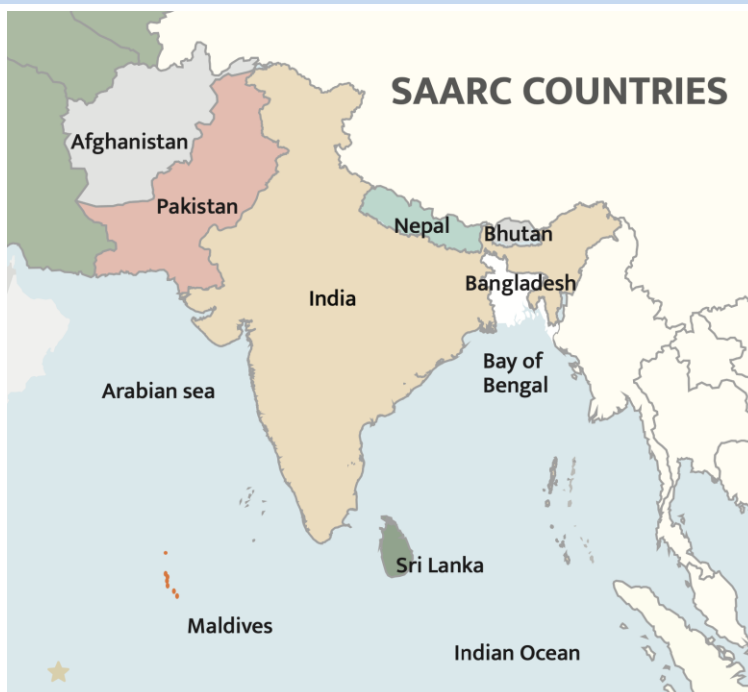 SAARC COUNTRIES
Afghanistan
Pakistan
Nepal
Bhutan
Bangladesh
India
Arabian sea
Bay of
Bengal
Sri Lanka
Maldives
Indian Ocean